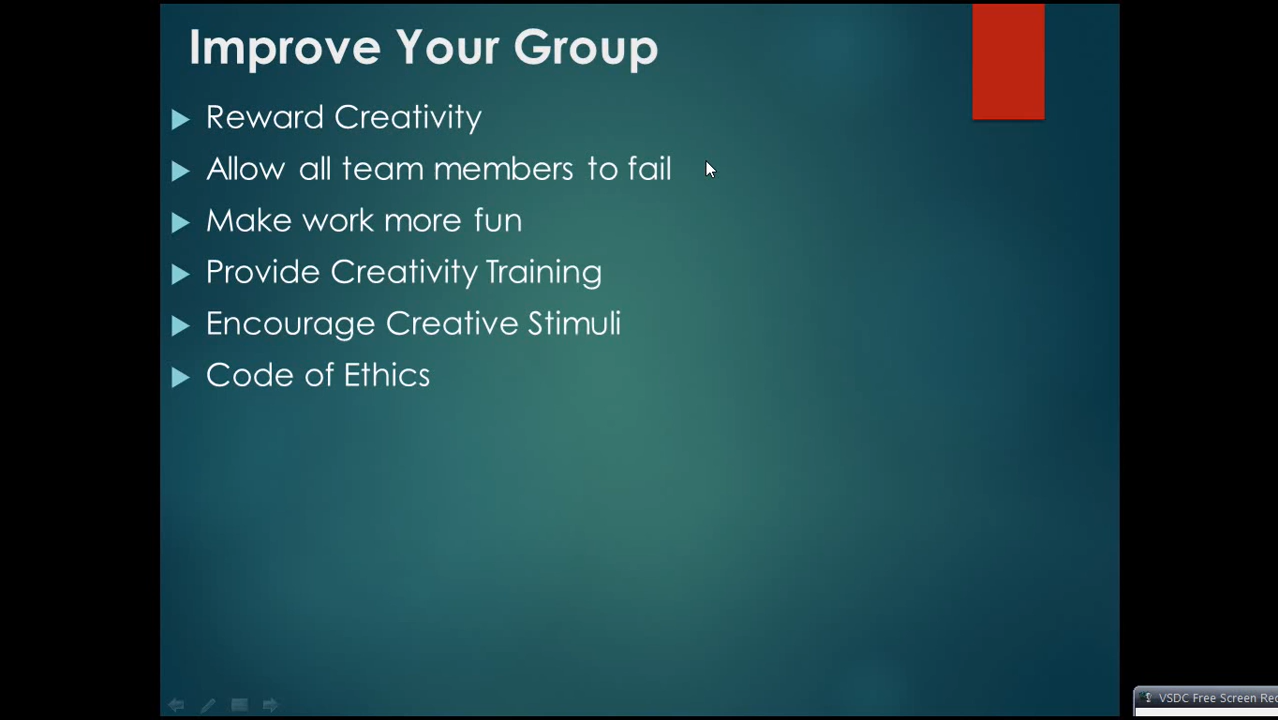 Improve Your Group
Reward Creativity
Allow all team members to fail
Make work more fun
Provide Creativity Training
Encourage Creative Stimuli
Code of Ethics
VSDC Free Screen Rec